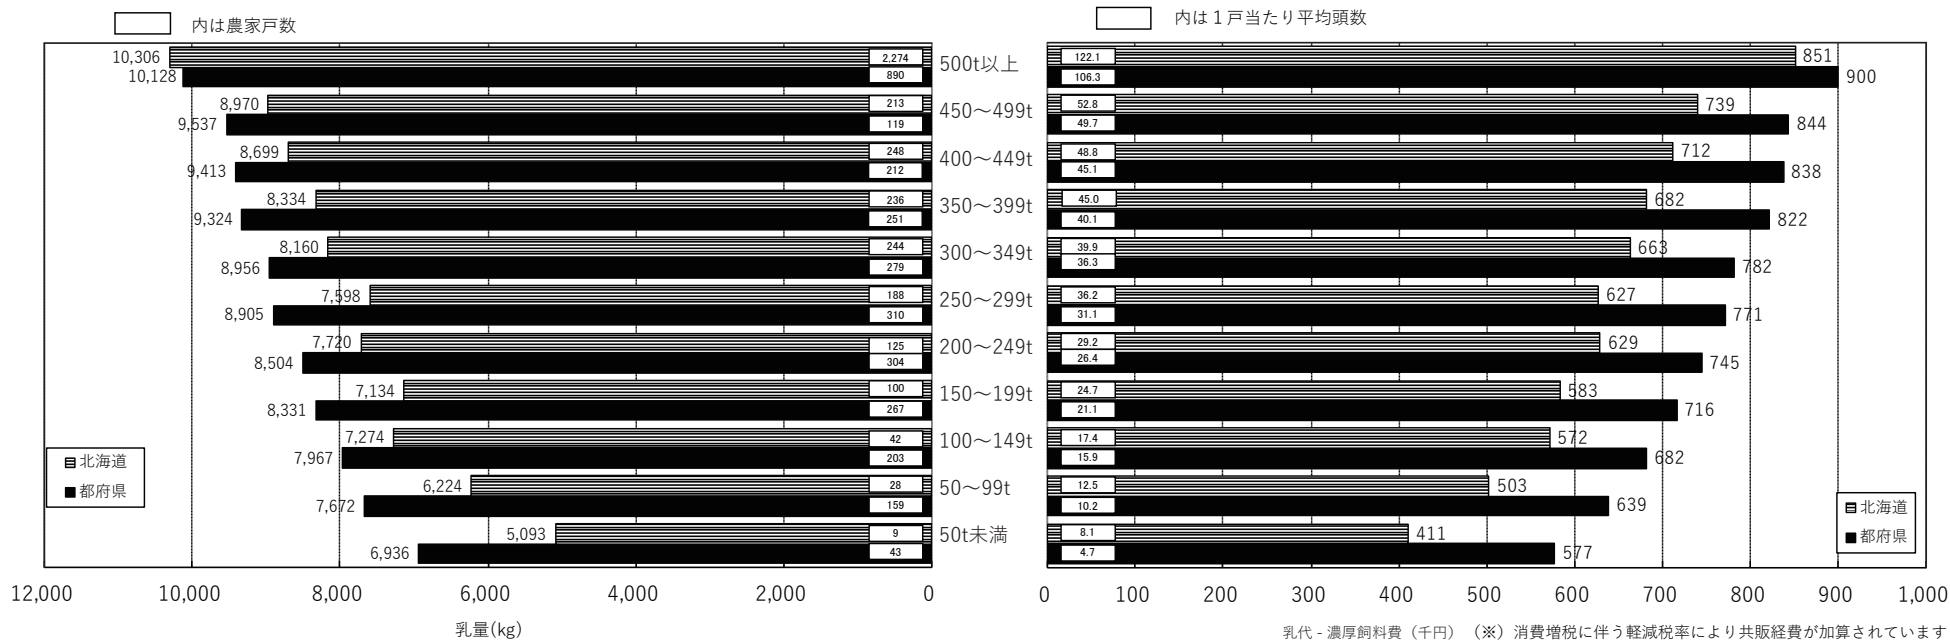 内は農家戸数
内は１戸当たり平均頭数
10,306 2,274 500t以上 122.1 851
10,128 890 106.3 900
8,970 213 450～499t 52.8 739
9,537 119 49.7 844
8,699 248 400～449t 48.8 712
9,413 212 45.1 838
8,334 236 350～399t 45.0 682
9,324 251 40.1 822
8,160 244 300～349t 39.9 663
8,956 279 36.3 782
7,598 188 250～299t 36.2 627
8,905 310 31.1 771
7,720 125 200～249t 29.2 629
8,504 304 26.4 745
7,134 100 150～199t 24.7 583
8,331 267 21.1 716
7,274 42 100～149t 17.4 572
7,967 203 15.9 682
6,224 28 50～99t 12.5 503
7,672 159 10.2 639
5,093 9 50t未満 8.1 411
6,936 43 4.7 577
北海道
都府県
北海道
都府県
12,000 10,000 8,000 6,000 4,000 2,000 0
0 100 200 300 400 500 600 700 800 900 1,000
乳量(kg)
乳代 - 濃厚飼料費（千円）（※）消費増税に伴う軽減税率により共販経費が加算されています